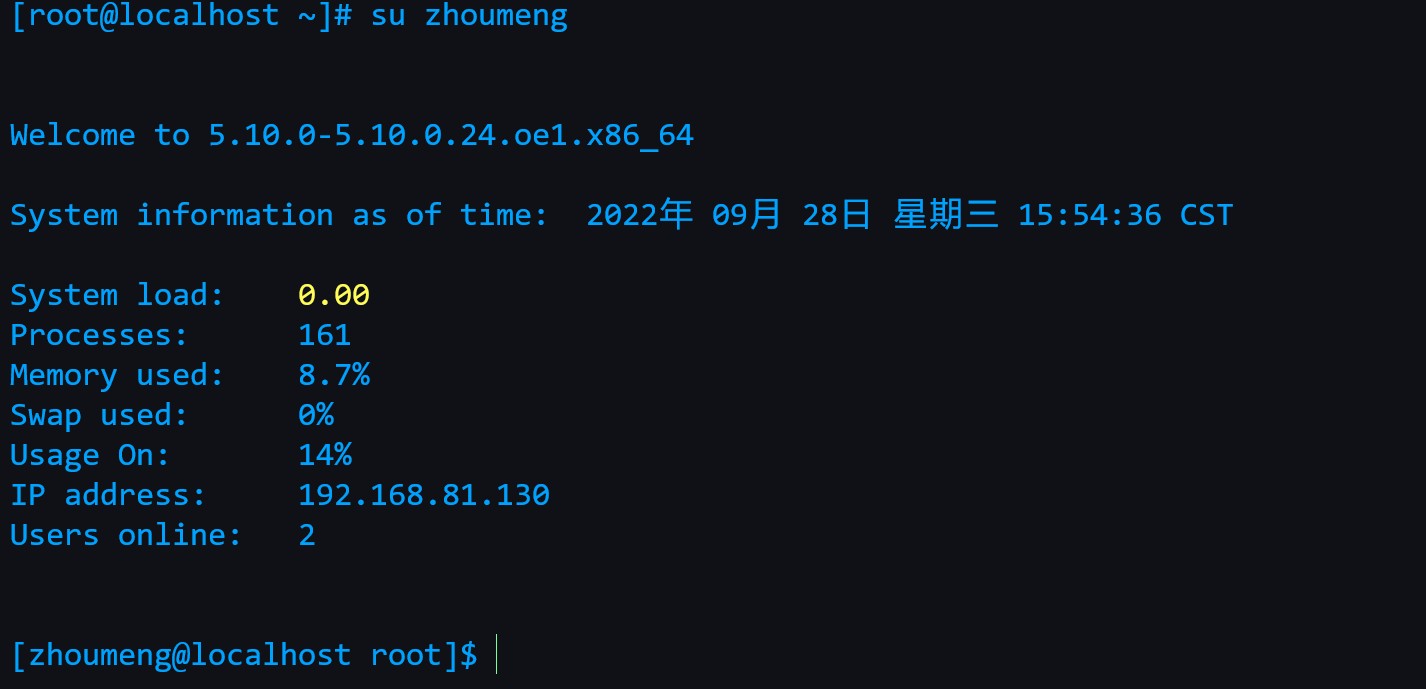 [root@localhost ~]# su zhoumeng
Welcome to 5.10.0-5.10.0.24.oe1.x86_64
System information as of time:  2022年 09月 28日 星期三 15:54:36 CST
System load:    0.00
Processes:      161
Memory used:    8.7%
Swap used:      0%
Usage On:       14%
IP address:     192.168.81.130
Users online:   2
[zhoumeng@localhost root]$